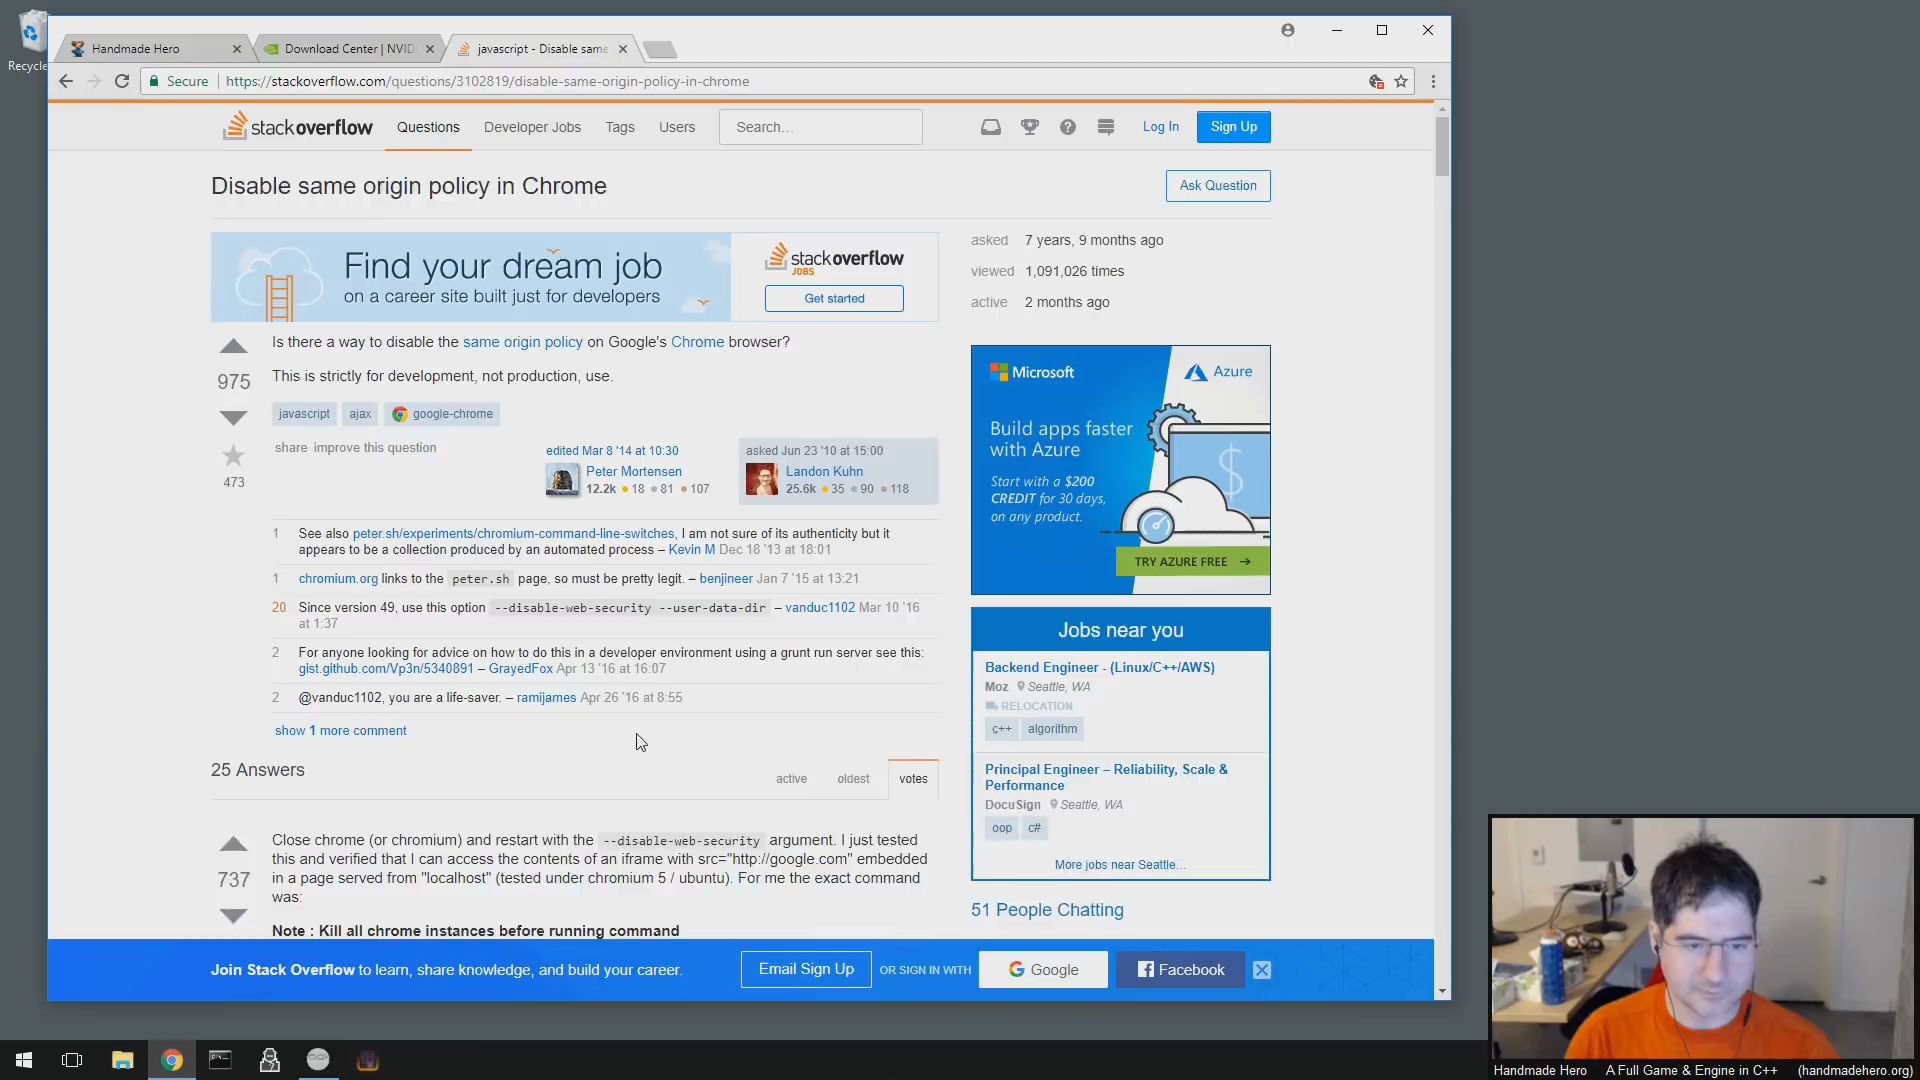 Recycle
Handmade Hero
Download Center | NVID
javascript - Disable same
Secure
https://stackoverflow.com/questions/3102819/disable-same-origin-policy-in-chrome
stackoverflow
Questions
Developer Jobs
Tags
Users
Search...
Log In
Sign Up
Disable same origin policy in Chrome
Ask Question
Find your dream job
on a career site built just for developers
stackoverflow
JOBS
Get started
asked 7 years, 9 months ago
viewed 1,091,026 times
active 2 months ago
975
Is there a way to disable the same origin policy on Google's Chrome browser?
This is strictly for development, not production, use.
javascript ajax google-chrome
share improve this question
473
edited Mar 8 '14 at 10:30
Peter Mortensen
12.2k 18 81 107
asked Jun 23 '10 at 15:00
Landon Kuhn
25.6k 35 90 118
1 See also peter.sh/experiments/chromium-command-line-switches, I am not sure of its authenticity but it
appears to be a collection produced by an automated process – Kevin M Dec 18 '13 at 18:01
1 chromium.org links to the peter.sh page, so must be pretty legit. – benjineer Jan 7 '15 at 13:21
20 Since version 49, use this option --disable-web-security --user-data-dir – vanduc1102 Mar 10 '16
at 1:37
2 For anyone looking for advice on how to do this in a developer environment using a grunt run server see this:
gist.github.com/Vp3n/5340891 – GrayedFox Apr 13 '16 at 16:07
2 @vanduc1102, you are a life-saver. – ramijames Apr 26 '16 at 8:55
show 1 more comment
25 Answers
active
oldest
votes
737
Close chrome (or chromium) and restart with the --disable-web-security argument. I just tested
this and verified that I can access the contents of an iframe with src="http://google.com" embedded
in a page served from "localhost" (tested under chromium 5 / ubuntu). For me the exact command
was:
Note : Kill all chrome instances before running command
Microsoft
Azure
Build apps faster
with Azure
Start with a $200
CREDIT for 30 days,
on any product.
$
TRY AZURE FREE →
Jobs near you
Backend Engineer - (Linux/C++/AWS)
Moz Seattle, WA
RELOCATION
c++ algorithm
Principal Engineer – Reliability, Scale &
Performance
DocuSign Seattle, WA
oop c#
More jobs near Seattle...
51 People Chatting
Join Stack Overflow to learn, share knowledge, and build your career.
Email Sign Up
OR SIGN IN WITH
Google
Facebook
Handmade Hero A Full Game & Engine in C++ (handmadehero.org)